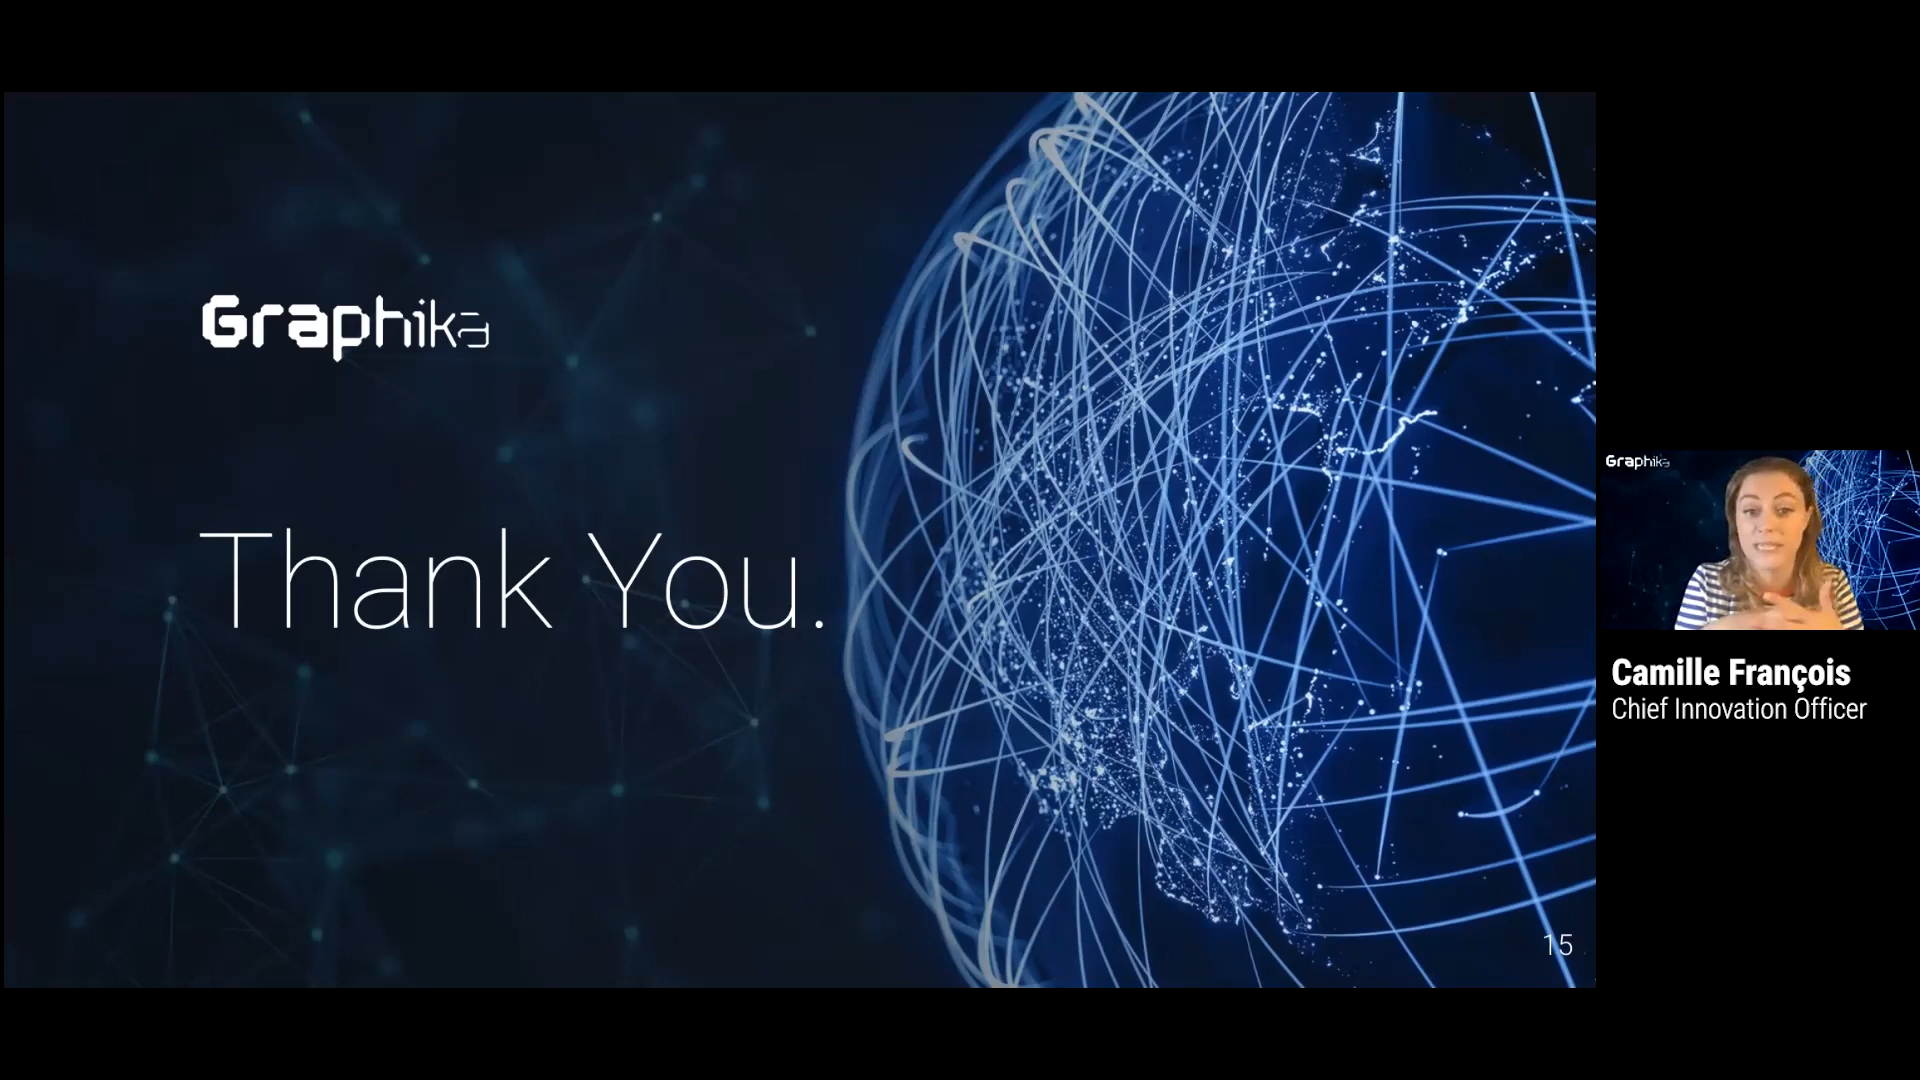 Graphika
Thank You.
15
Graphika
Camille François
Chief Innovation Officer